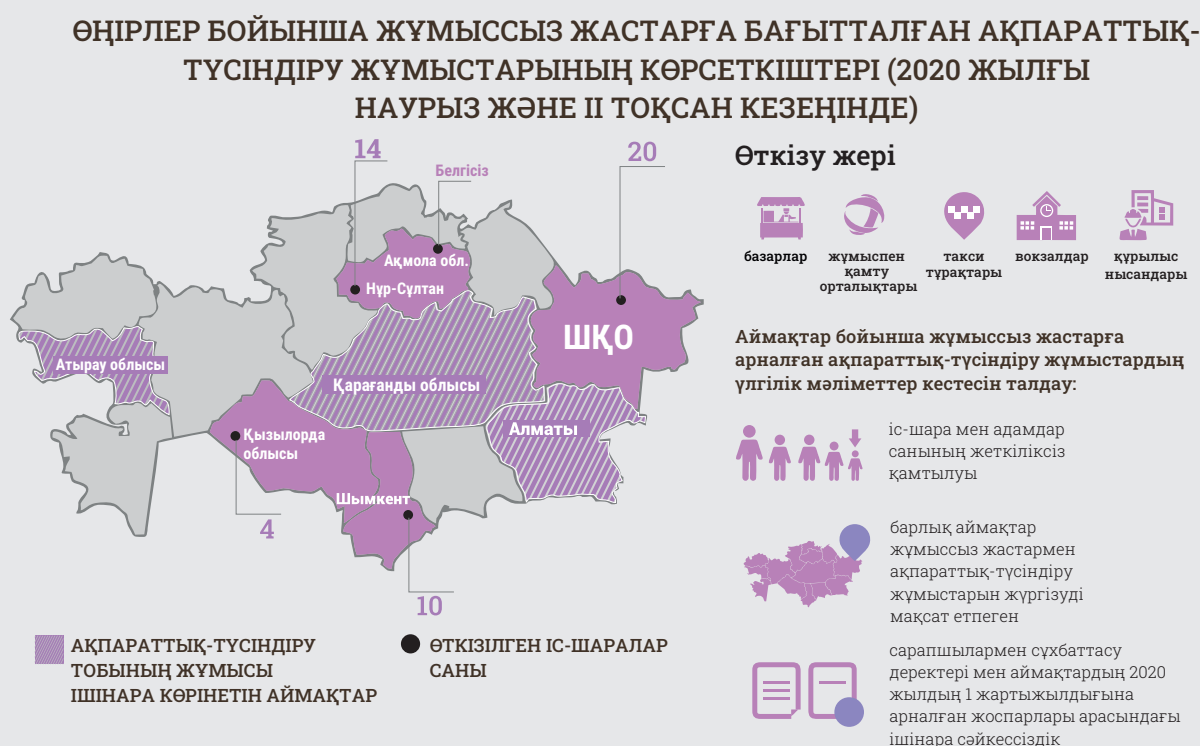 ӨҢІРЛЕР БОЙЫНША ЖҰМЫССЫЗ ЖАСТАРҒА БАҒЫТТАЛҒАН АҚПАРАТТЫҚ-
ТҮСІНДІРУ ЖҰМЫСТАРЫНЫҢ КӨРСЕТКІШТЕРІ (2020 ЖЫЛҒЫ
НАУРЫЗ ЖӘНЕ II ТОҚСАН КЕЗЕҢІНДЕ)
14
Белгісіз
20
Ақмола обл.
Нұр-Сұлтан
ШҚО
Атырау облысы
Қарағанды облысы
Алматы
Қызылорда
облысы
Шымкент
4
10
АҚПАРАТТЫҚ-ТҮСІНДІРУ
ТОБЫНЫҢ ЖҰМЫСЫ
ІШІНАРА КӨРІНЕТІН АЙМАҚТАР
ӨТКІЗІЛГЕН ІС-ШАРАЛАР
САНЫ
Өткізу жері
базарлар
жұмыспен
қамту
орталықтары
такси
тұрақтары
вокзалдар
құрылыс
нысандары
Аймақтар бойынша жұмыссыз жастарға
арналған ақпараттық-түсіндіру жұмыстардың
үлгілік мәліметтер кестесін талдау:
іс-шара мен адамдар
санының жеткіліксіз
қамтылуы
барлық аймақтар
жұмыссыз жастармен
ақпараттық-түсіндіру
жұмыстарын жүргізуді
мақсат етпеген
сарапшылармен сұхбаттасу
деректері мен аймақтардың 2020
жылдың 1 жартыжылдығына
арналған жоспарлары арасындағы
ішінара сәйкессіздік